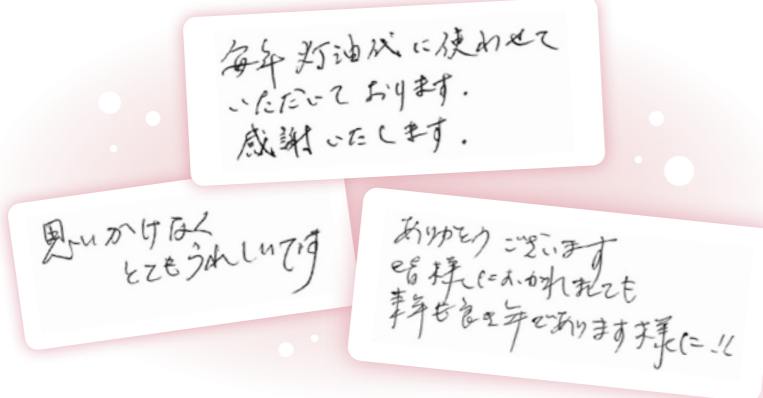 毎年 灯油代に使わせて
いただいて おります.
感謝いたします.
思いがけなく
とてもうれしいです
ありがとう ございます
皆様におかれましても
来年も良き年であります様に!!